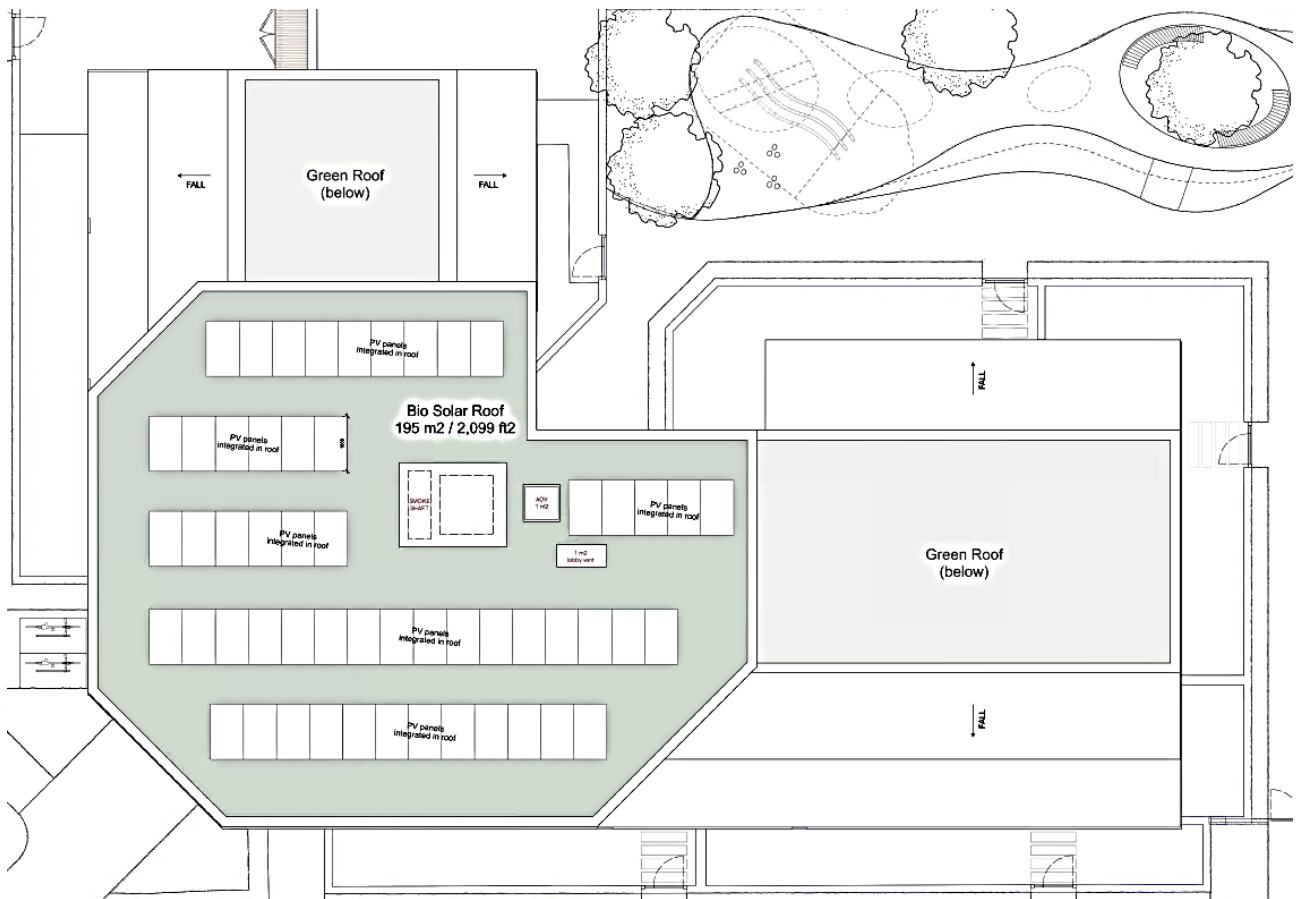 Green Roof
(below)
FALL
FALL
PV panels
integrated in roof
Bio Solar Roof
195 m2 / 2,099 ft2
PV panels
integrated in roof
SMOKE
SHAFT
AOV
1 m2
PV panels
integrated in roof
PV panels
integrated in roof
1 m2
lobby vent
FALL
Green Roof
(below)
PV panels
integrated in roof
PV panels
integrated in roof
FALL